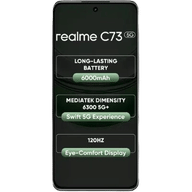 realme C73 5G
LONG-LASTING
BATTERY
6000mAh
MEDIATEK DIMENSITY
6300 5G+
Swift 5G Experience
120HZ
Eye-Comfort Display